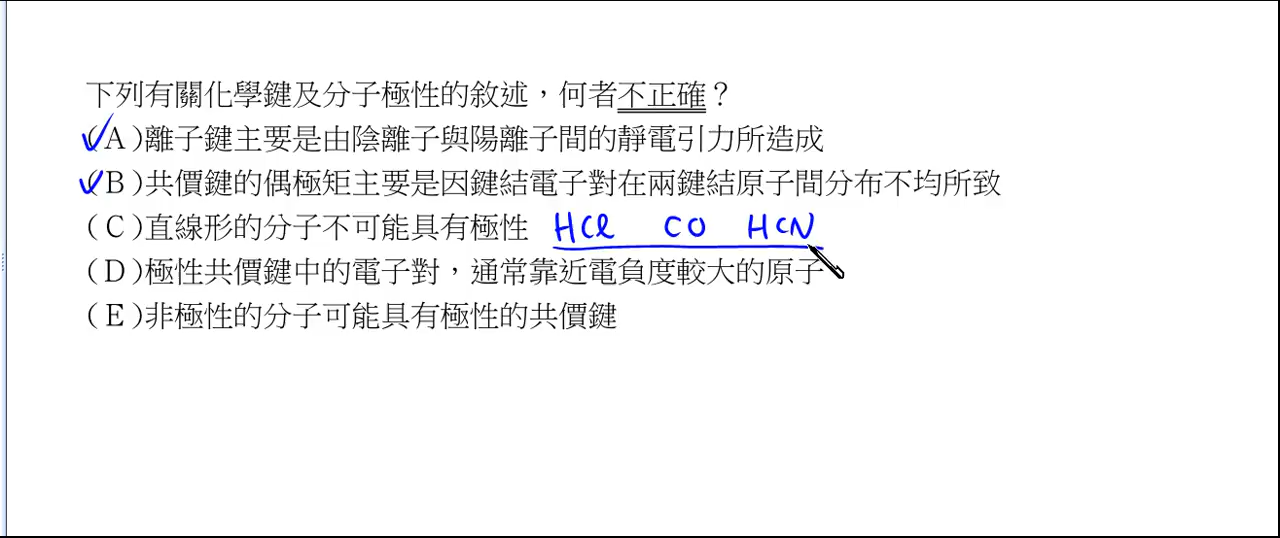 下列有關化學鍵及分子極性的敘述，何者不正確？
(A)離子鍵主要是由陰離子與陽離子間的靜電引力所造成
(B)共價鍵的偶極矩主要是因鍵結電子對在兩鍵結原子間分布不均所致
(C)直線形的分子不可能具有極性 HCl CO HCN
(D)極性共價鍵中的電子對，通常靠近電負度較大的原子
(E)非極性的分子可能具有極性的共價鍵